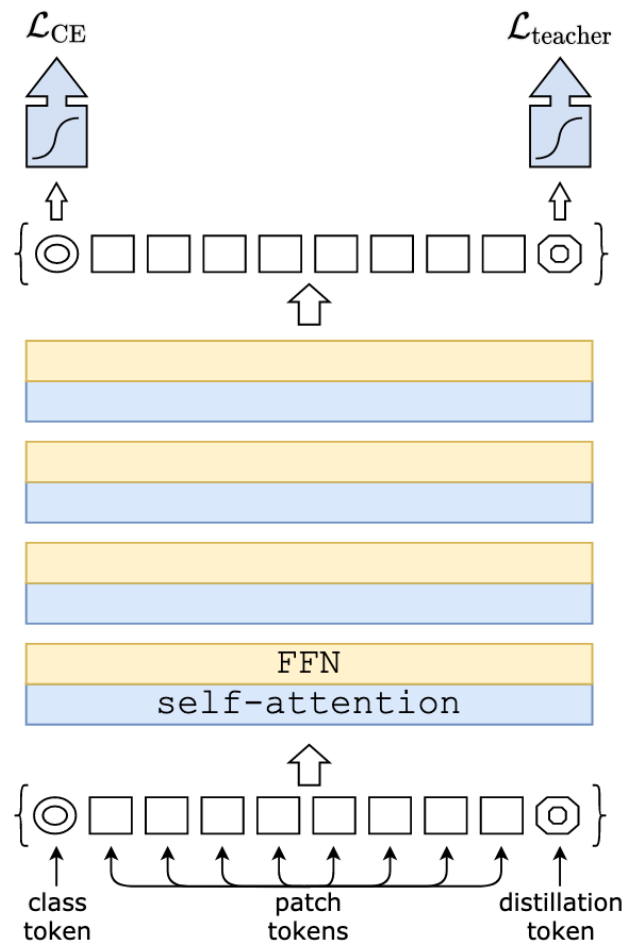 ℒCE
ℒteacher
FFN
self-attention
class
token
patch
tokens
distillation
token